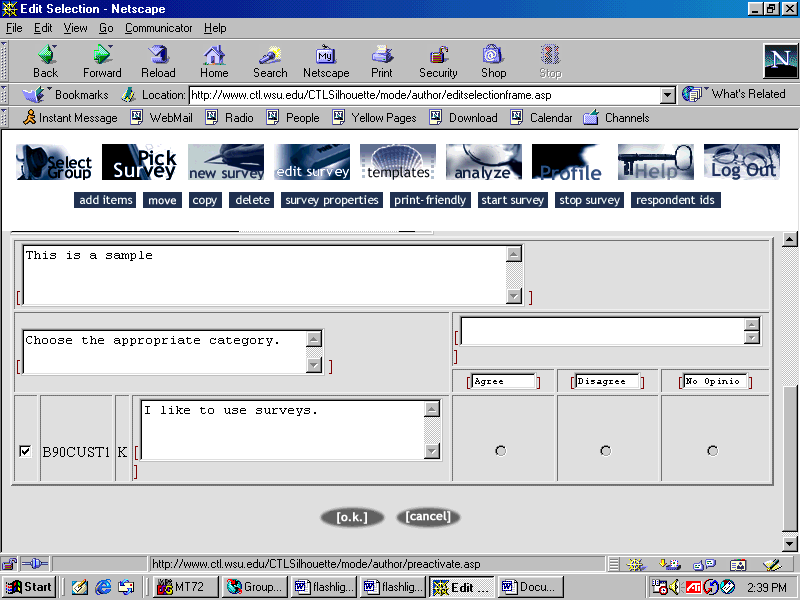 Edit Selection - Netscape
File Edit View Go Communicator Help
Back Forward Reload Home Search Netscape Print Security Shop Stop
My
N
Bookmarks Location: http://www.ctl.wsu.edu/CTLSilhouette/mode/author/editselectionframe.asp What's Related
Instant Message WebMail Radio People Yellow Pages Download Calendar Channels
Select Group Pick Survey new survey edit survey templates analyze Profile Help Log Out
add items move copy delete survey properties print-friendly start survey stop survey respondent ids
This is a sample
[ ]
Choose the appropriate category.
[ ] [
]
[Agree ] [Disagree ] [No Opinio ]
I like to use surveys.
B90CUST1 K [
]
[o.k.] [cancel]
http://www.ctl.wsu.edu/CTLSilhouette/mode/author/preactivate.asp
Start MT72 Group... flashlig... flashlig... Edit ... Docu... 2:39 PM